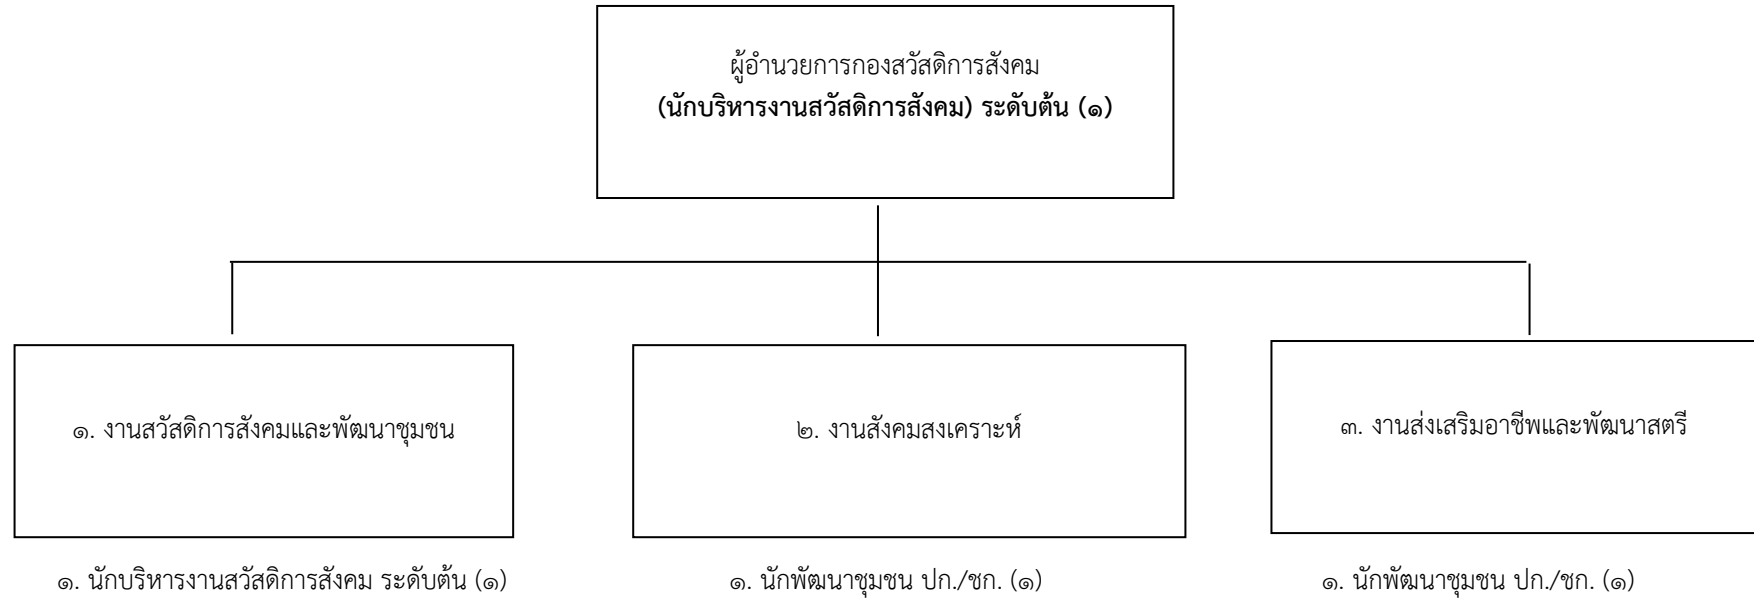 ผู้อำนวยการกองสวัสดิการสังคม
(นักบริหารงานสวัสดิการสังคม) ระดับต้น (๑)
๑. งานสวัสดิการสังคมและพัฒนาชุมชน
๒. งานสังคมสงเคราะห์
๓. งานส่งเสริมอาชีพและพัฒนาสตรี
๑. นักบริหารงานสวัสดิการสังคม ระดับต้น (๑)
๑. นักพัฒนาชุมชน ปก./ชก. (๑)
๑. นักพัฒนาชุมชน ปก./ชก. (๑)